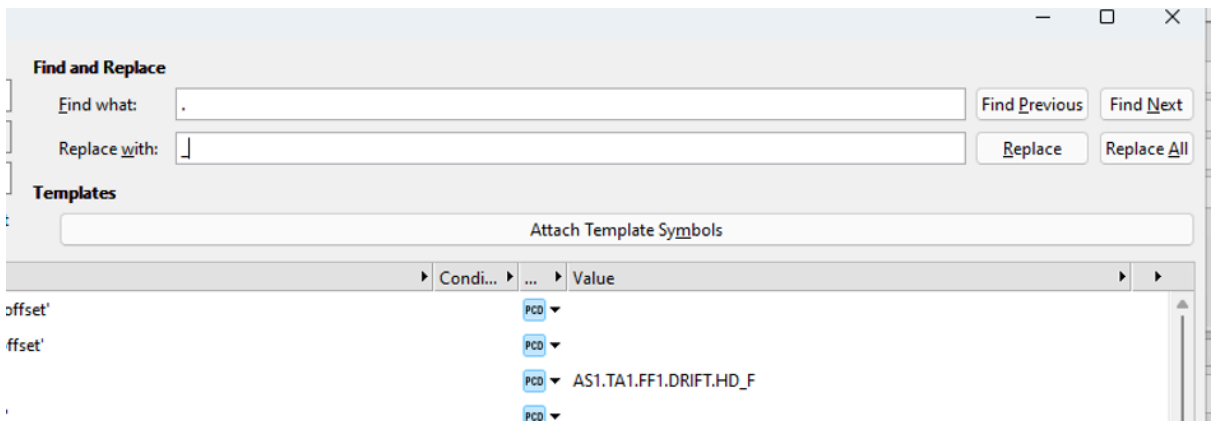 Find and Replace
Find what: .
Find Previous
Find Next
Replace with: _
Replace
Replace All
Templates
Attach Template Symbols
Condi... ... Value
offset' PCD
ffset' PCD
PCD AS1.TA1.FF1.DRIFT.HD_F
PCD